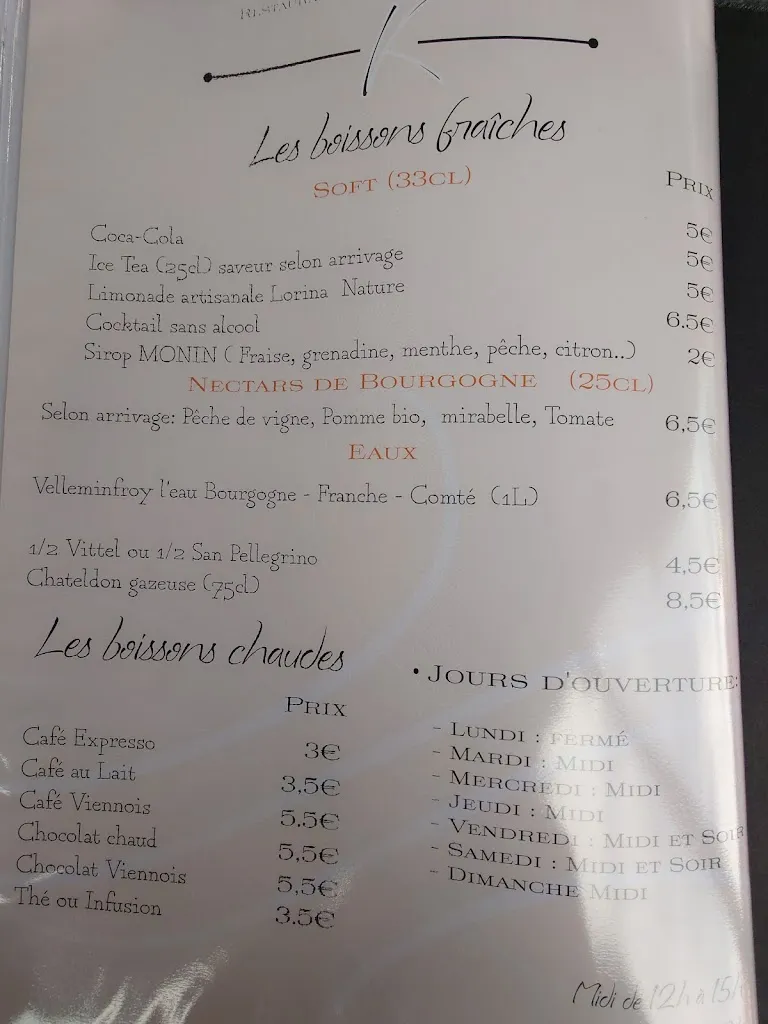 K
Les boissons fraîches
SOFT (33CL)
PRIX
Coca-Cola 5€
Ice Tea (25cl) saveur selon arrivage 5€
Limonade artisanale Lorina Nature 5€
Cocktail sans alcool 6.5€
Sirop MONIN ( Fraise, grenadine, menthe, pêche, citron..) 2€
NECTARS DE BOURGOGNE (25CL)
Selon arrivage: Pêche de vigne, Pomme bio, mirabelle, Tomate 6,5€
EAUX
Velleminfroy l'eau Bourgogne - Franche - Comté (1L) 6,5€
1/2 Vittel ou 1/2 San Pellegrino 4,5€
Chateldon gazeuse (75cl) 8,5€
Les boissons chaudes
PRIX
Café Expresso 3€
Café au Lait 3,5€
Café Viennois 5.5€
Chocolat chaud 5,5€
Chocolat Viennois 5,5€
Thé ou Infusion 3.5€
• JOURS D'OUVERTURE:
- LUNDI : FERMÉ
- MARDI : MIDI
- MERCREDI : MIDI
- JEUDI : MIDI
- VENDREDI : MIDI ET SOIR
- SAMEDI : MIDI ET SOIR
- DIMANCHE MIDI
Midi de 12h à 15h